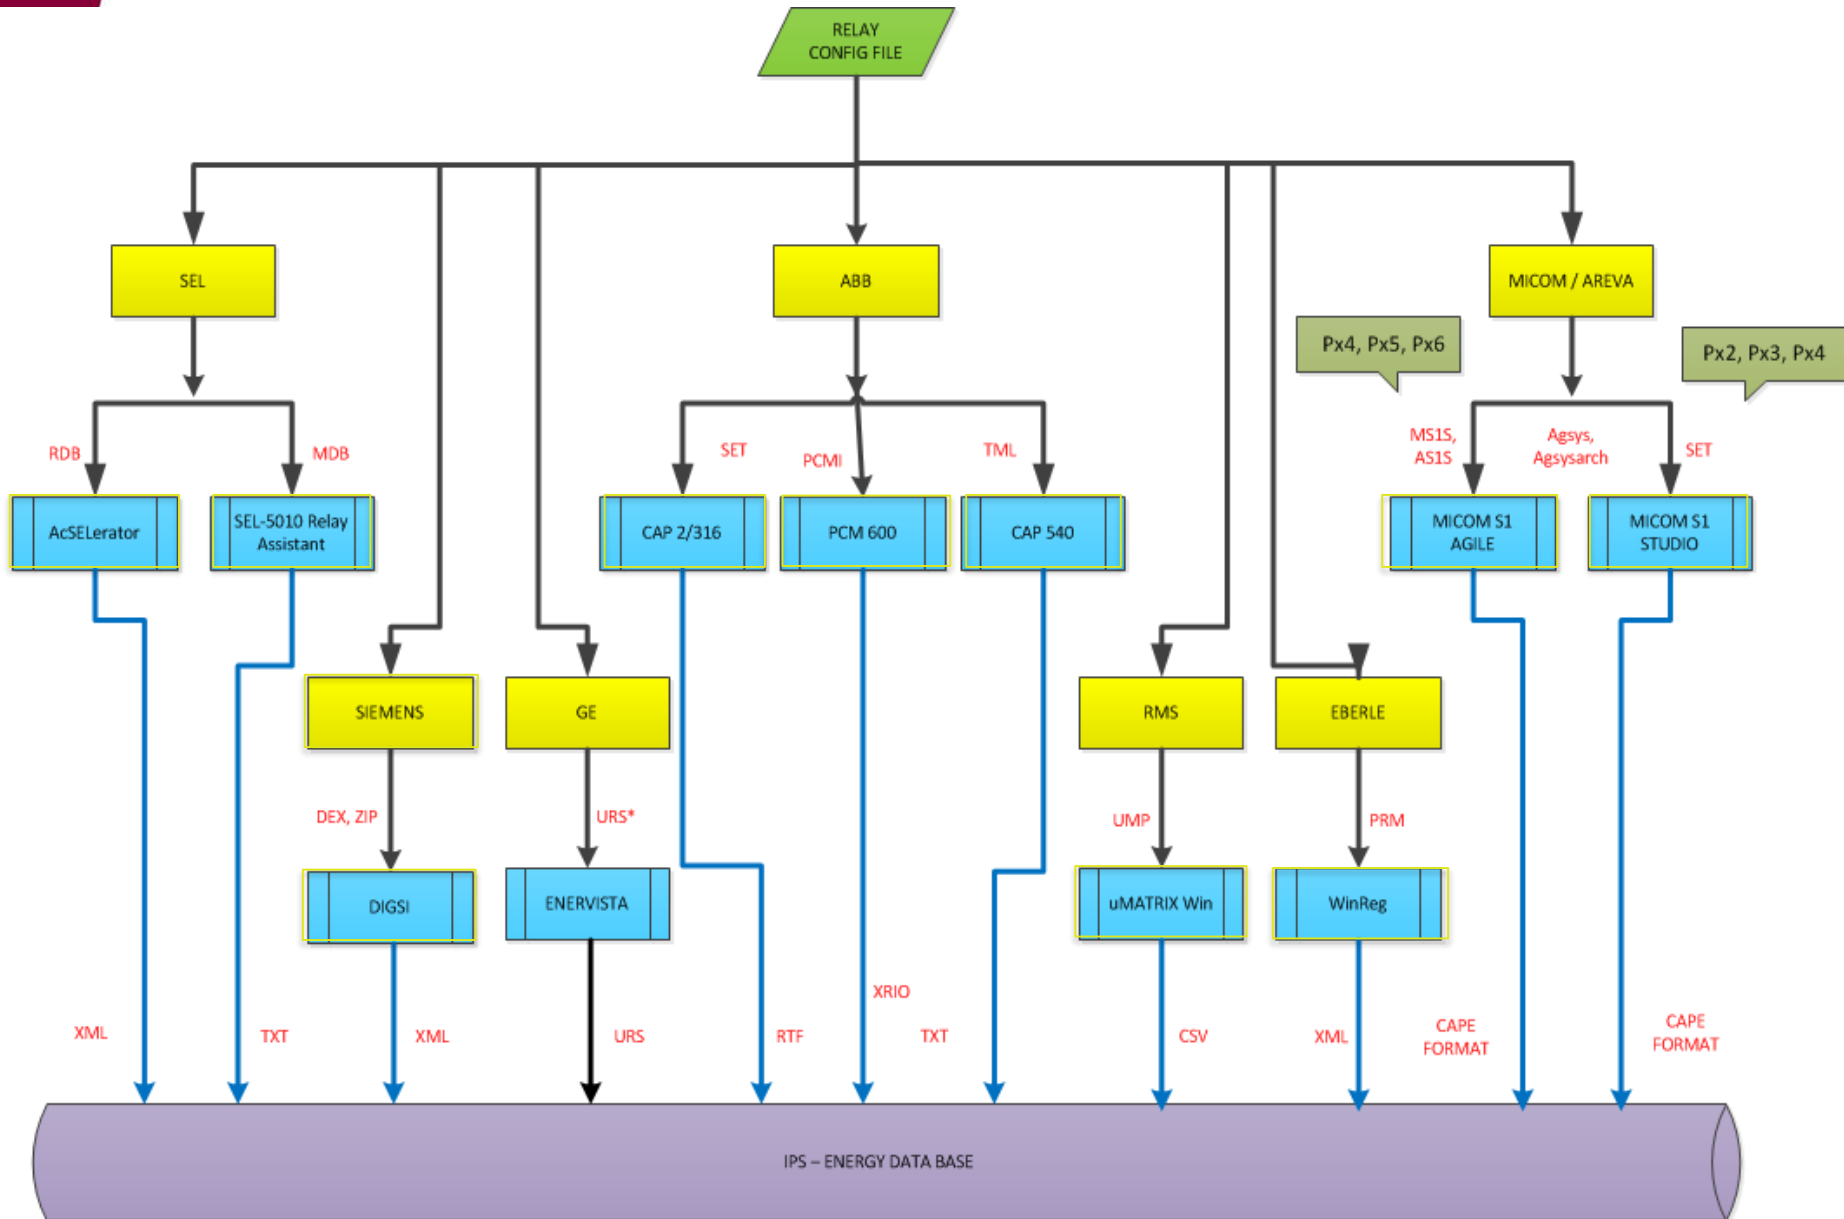 RELAY
CONFIG FILE
SEL
ABB
MICOM / AREVA
Px4, Px5, Px6
Px2, Px3, Px4
RDB
MDB
SET
PCMI
TML
MS1S,
AS1S
Agsys,
Agsysarch
SET
AcSELerator
SEL-5010 Relay
Assistant
CAP 2/316
PCM 600
CAP 540
MICOM S1
AGILE
MICOM S1
STUDIO
SIEMENS
GE
RMS
EBERLE
DEX, ZIP
URS*
UMP
PRM
DIGSI
ENERVISTA
uMATRIX Win
WinReg
XML
TXT
XML
URS
RTF
XRIO
TXT
CSV
XML
CAPE
FORMAT
CAPE
FORMAT
IPS – ENERGY DATA BASE